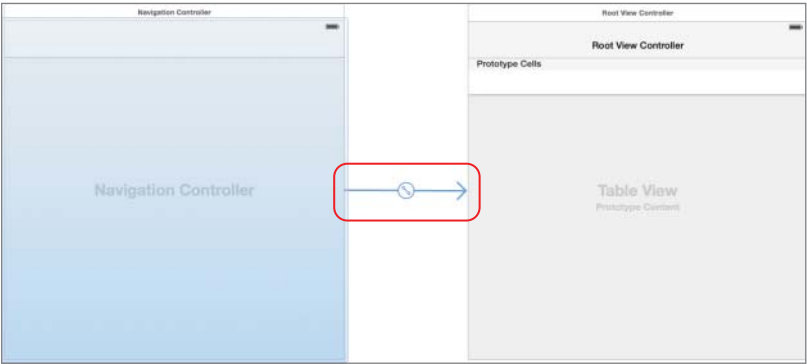 Navigation Controller
Root View Controller
Root View Controller
Prototype Cells
Navigation Controller
Table View
Prototype Content